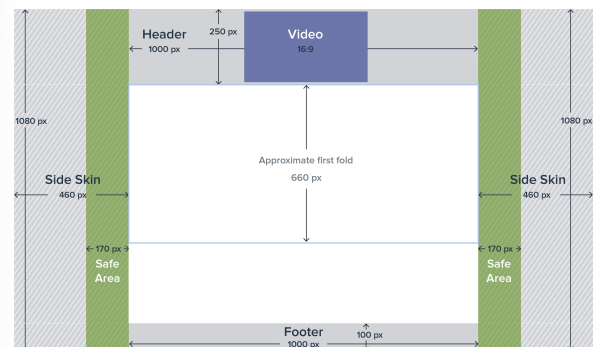 Header
1000 px
250 px
Video
16:9
1080 px
1080 px
Approximate first fold
660 px
Side Skin
460 px
Side Skin
460 px
170 px
Safe
Area
170 px
Safe
Area
Footer
1000 px
100 px